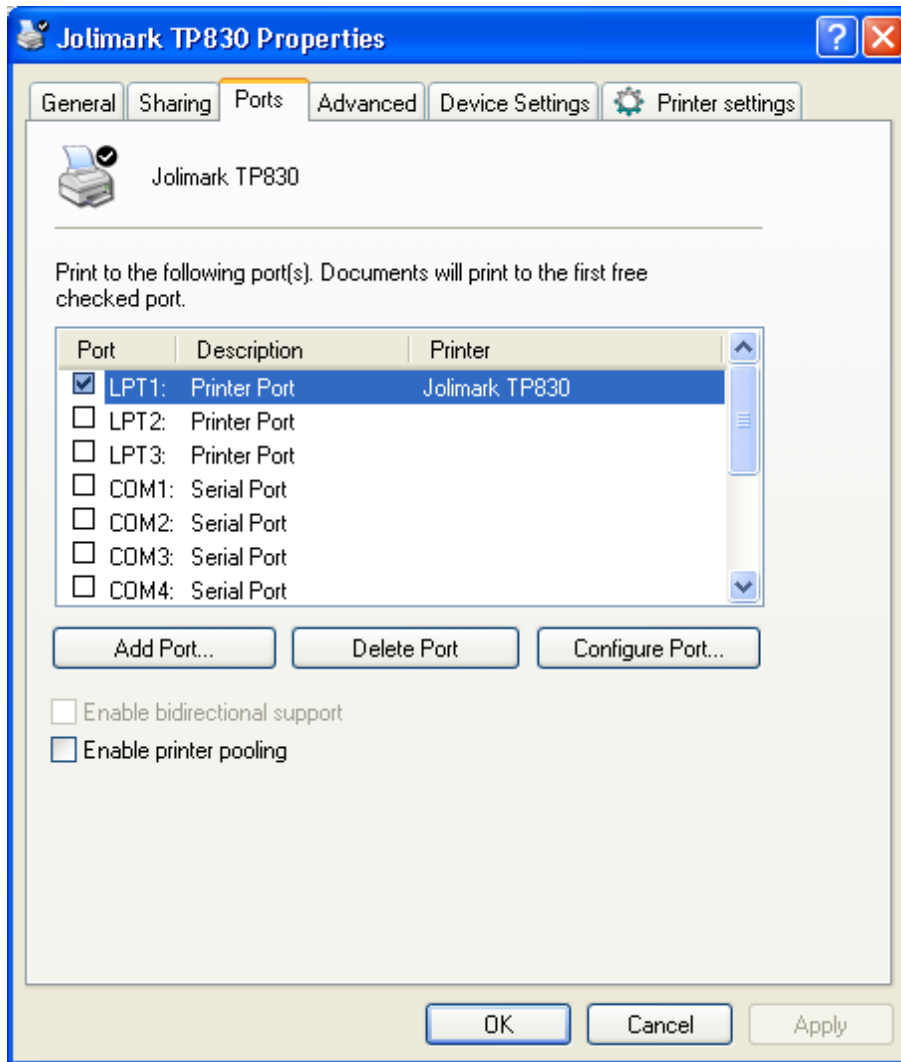 Jolimark TP830 Properties
General Sharing Ports Advanced Device Settings Printer settings
Jolimark TP830
Print to the following port(s). Documents will print to the first free
checked port.
Port Description Printer
LPT1: Printer Port Jolimark TP830
LPT2: Printer Port
LPT3: Printer Port
COM1: Serial Port
COM2: Serial Port
COM3: Serial Port
COM4: Serial Port
Add Port... Delete Port Configure Port...
Enable bidirectional support
Enable printer pooling
OK Cancel Apply